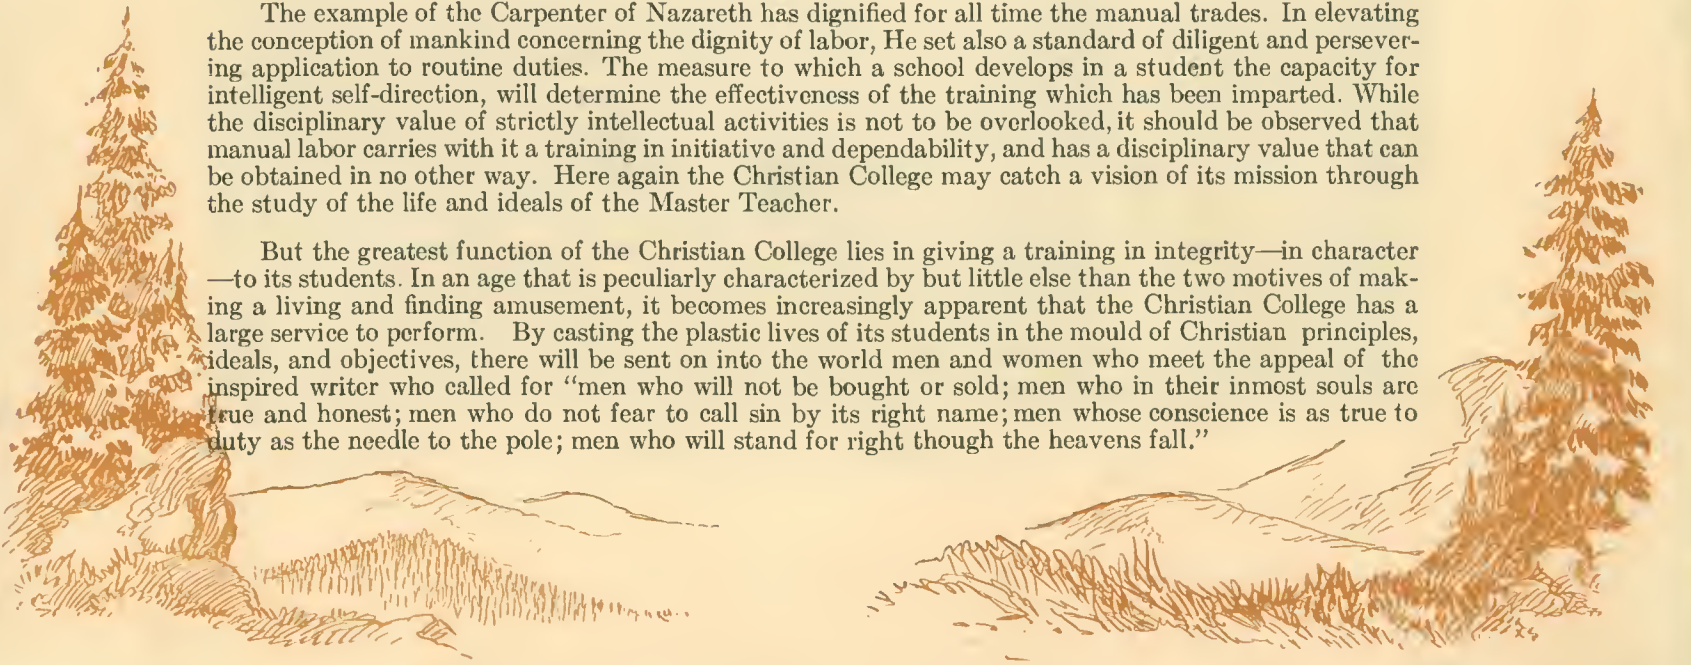 The example of the Carpenter of Nazareth has dignified for all time the manual trades. In elevating
the conception of mankind concerning the dignity of labor, He set also a standard of diligent and persever-
ing application to routine duties. The measure to which a school develops in a student the capacity for
intelligent self-direction, will determine the effectiveness of the training which has been imparted. While
the disciplinary value of strictly intellectual activities is not to be overlooked, it should be observed that
manual labor carries with it a training in initiative and dependability, and has a disciplinary value that can
be obtained in no other way. Here again the Christian College may catch a vision of its mission through
the study of the life and ideals of the Master Teacher.
But the greatest function of the Christian College lies in giving a training in integrity—in character
—to its students. In an age that is peculiarly characterized by but little else than the two motives of mak-
ing a living and finding amusement, it becomes increasingly apparent that the Christian College has a
large service to perform. By casting the plastic lives of its students in the mould of Christian principles,
ideals, and objectives, there will be sent on into the world men and women who meet the appeal of the
inspired writer who called for “men who will not be bought or sold; men who in their inmost souls are
true and honest; men who do not fear to call sin by its right name; men whose conscience is as true to
duty as the needle to the pole; men who will stand for right though the heavens fall.”